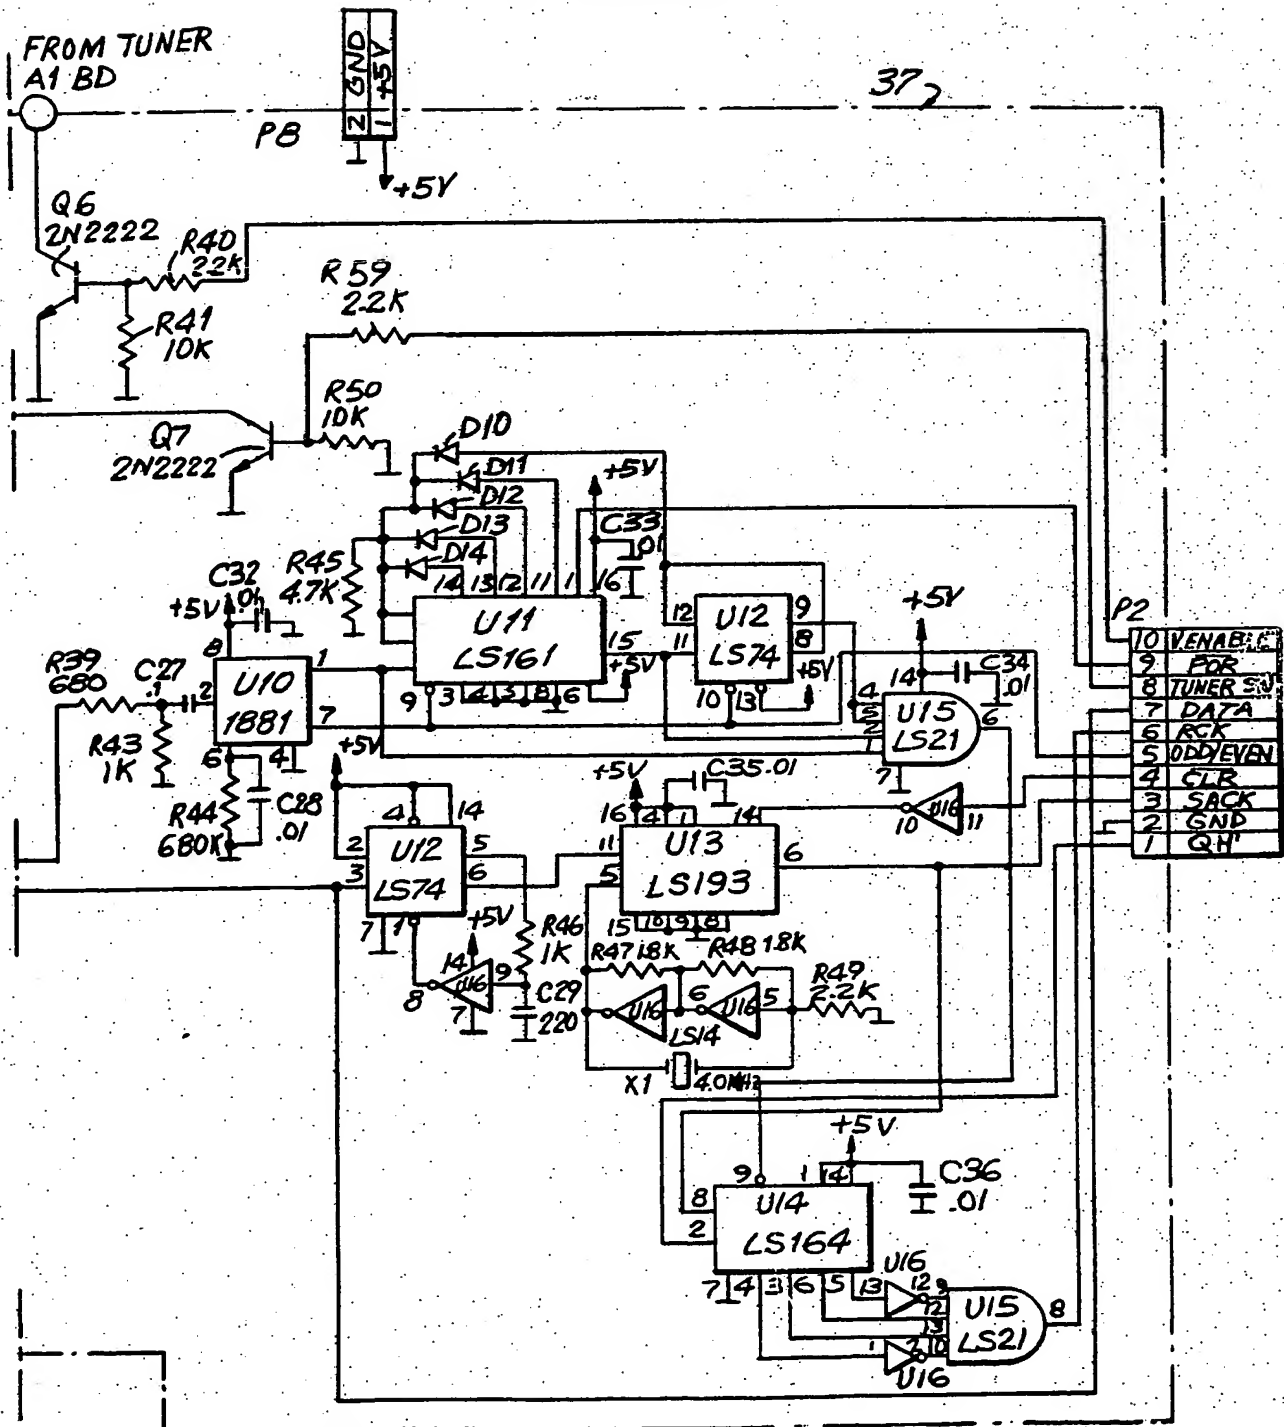 FROM TUNER
A1 BD
2 GND
1 +5V
P8
+5V
37
Q6
2N2222
R40
22K
R41
10K
R59
2.2K
R50
10K
Q7
2N2222
D10
D11
D12
D13
D14
+5V
C33
.01
R45
4.7K
14 13 12 11 1 16
U11
LS161
15
+5V
9 3 4 5 8 6
C32
.01
+5V
8
R39
680
C27
.1
2
U10
1881
1
7
6 4
R43
1K
R44
680K
C28
.01
12
11
U12
LS74
9
8
10 13
+5V
+5V
14
C34
.01
4
5
2
1
U15
LS21
6
7
P2
10 V.ENABLE
9 POR
8 TUNER SW
7 DATA
6 RCK
5 ODD/EVEN
4 CLR
3 SACK
2 GND
1 QH'
+5V
4 14
2
3
U12
LS74
5
6
7 1
+5V
14
8
U16
9
7
R46
1K
C29
220
+5V
C35 .01
16 4 1 14
11
5
U13
LS193
6
15 10 9 8
10
U16
11
R47 1.8K
R48 1.8K
R49
2.2K
U16
6
U16
5
LS14
X1
4.0MHz
+5V
C36
.01
9 1 14
8
2
U14
LS164
7 4 3 6 5 13
U16
12
9
12
13
10
U15
LS21
8
1
2
U16